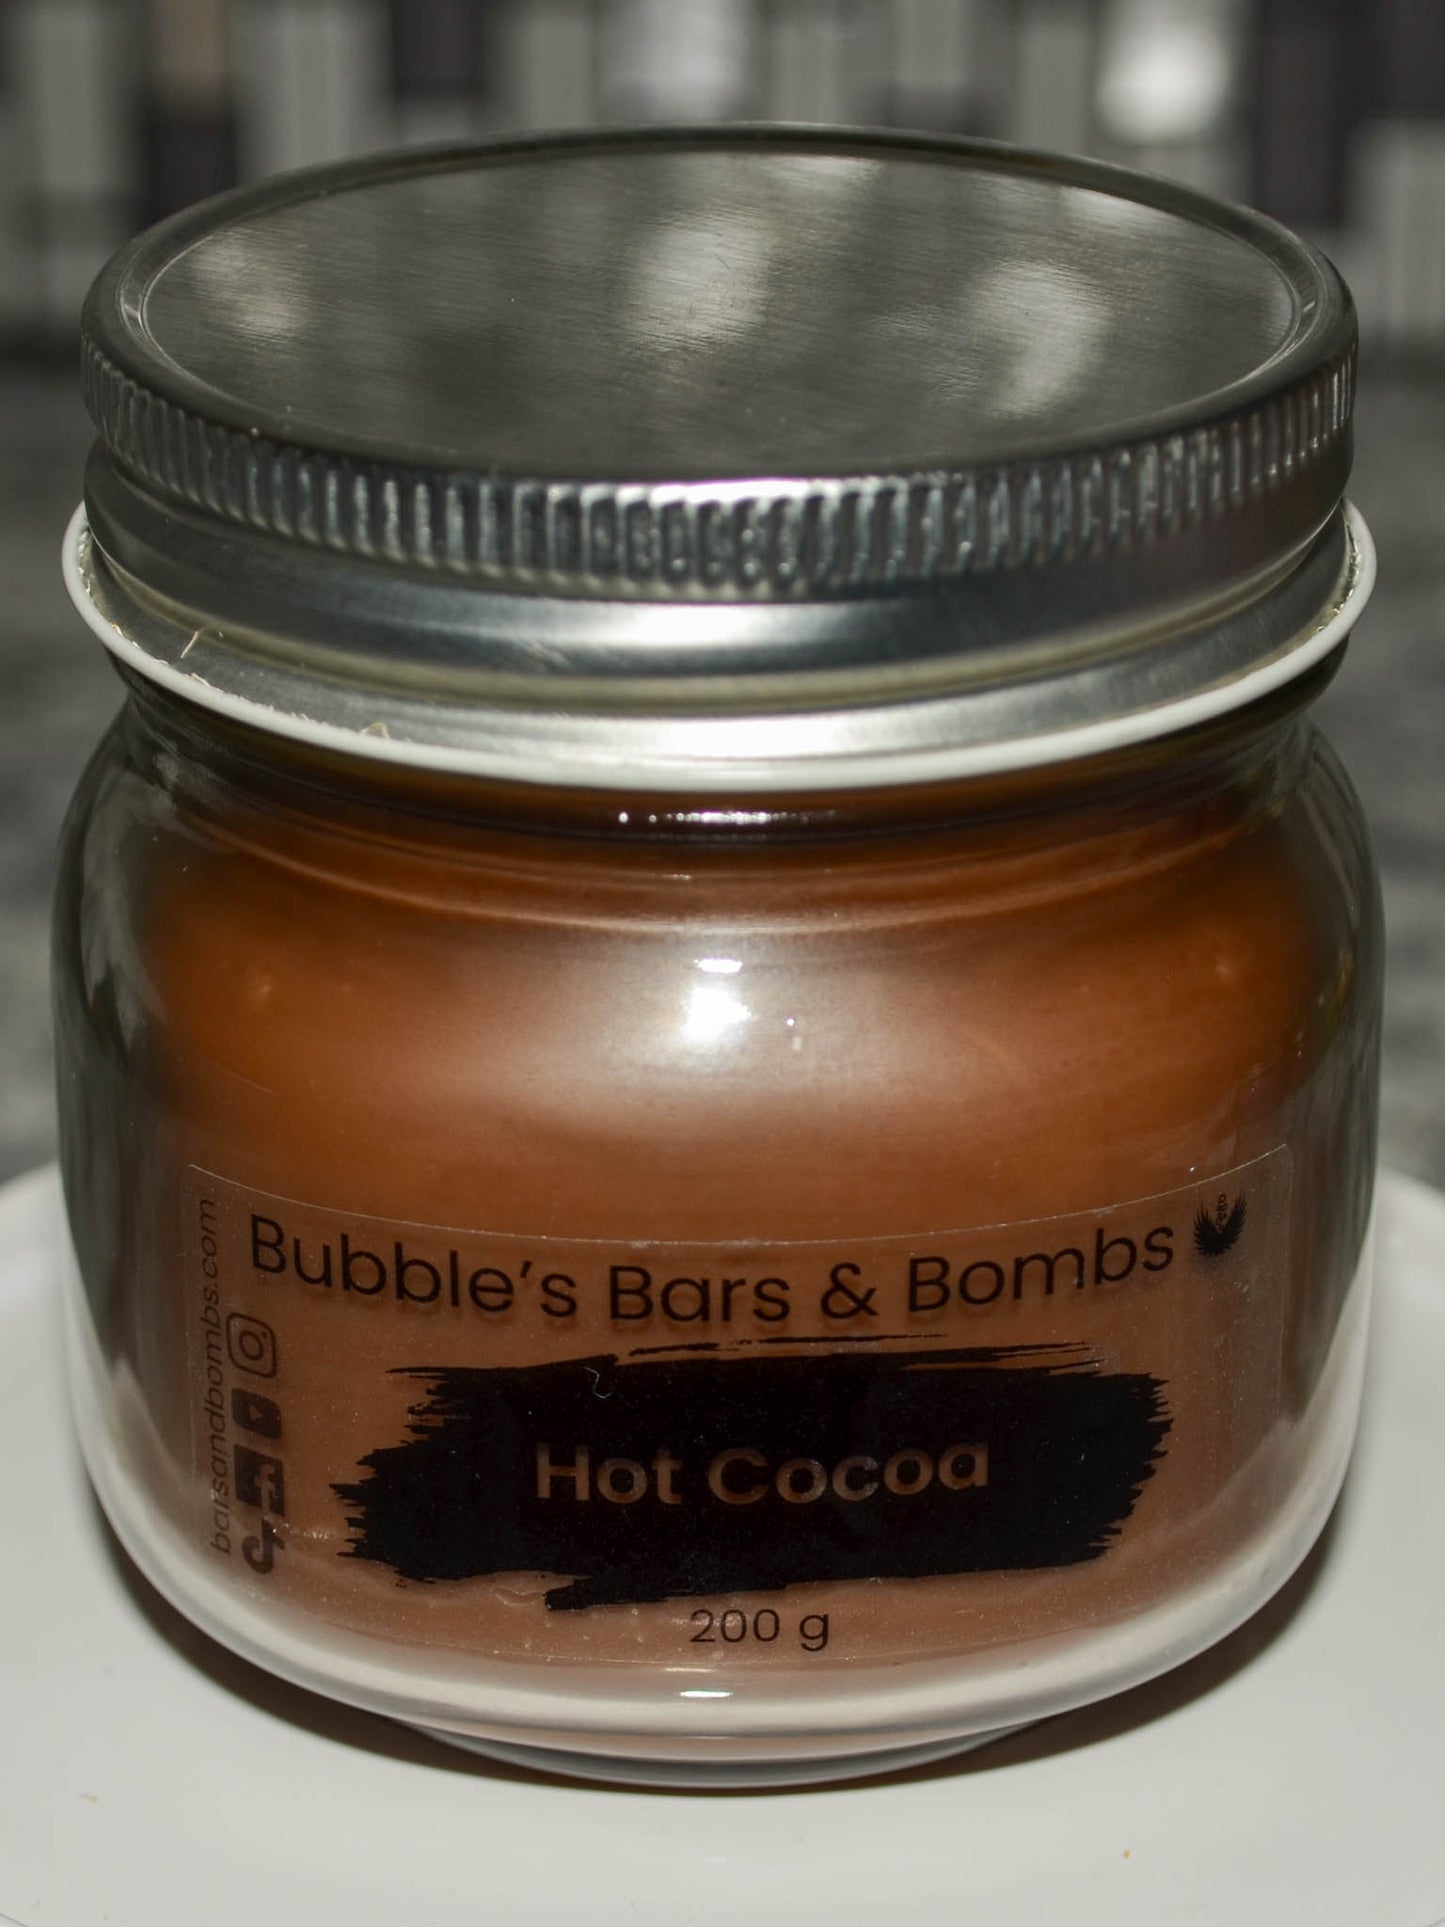 Bubble's Bars & Bombs
Hot Cocoa
200 g
barsandbombs.com